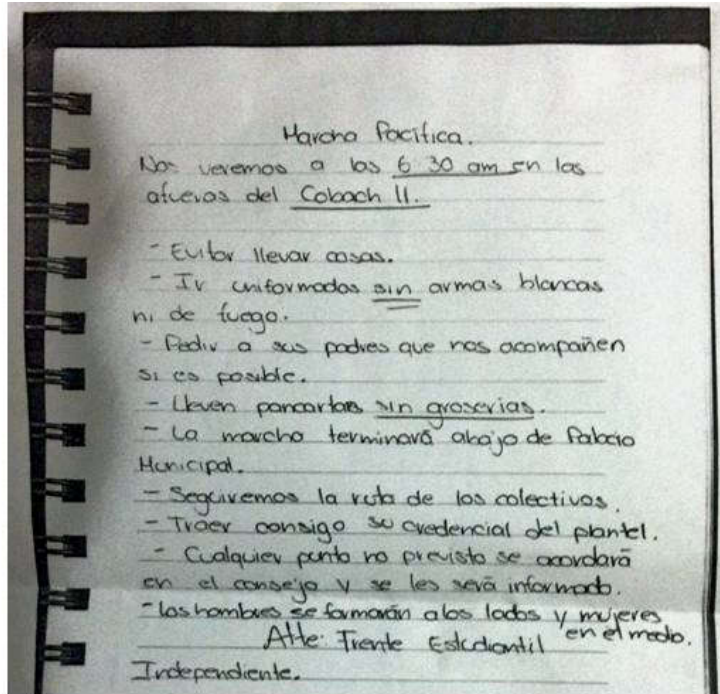 Marcha Pacífica.
Nos veremos a las 6 30 am en las
afueras del Cobach 11.
- Evitar llevar cosas.
- Ir uniformados sin armas blancas
ni de fuego.
- Pedir a sus padres que nos acompañen
si es posible.
- Lleven pancartas sin groserias.
- La marcha terminará abajo de Palacio
Municipal.
- Seguiremos la ruta de los colectivos.
- Traer consigo su credencial del plantel.
- Cualquier punto no previsto se acordará
en el consejo y se les será informado.
- los hombres se formarán a los lados y mujeres
en el medio.
Atte: Frente Estudiantil
Independiente.